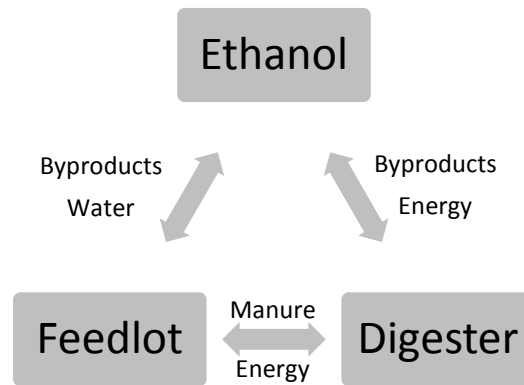 Ethanol
Byproducts
Water
Byproducts
Energy
Feedlot
Manure
Energy
Digester